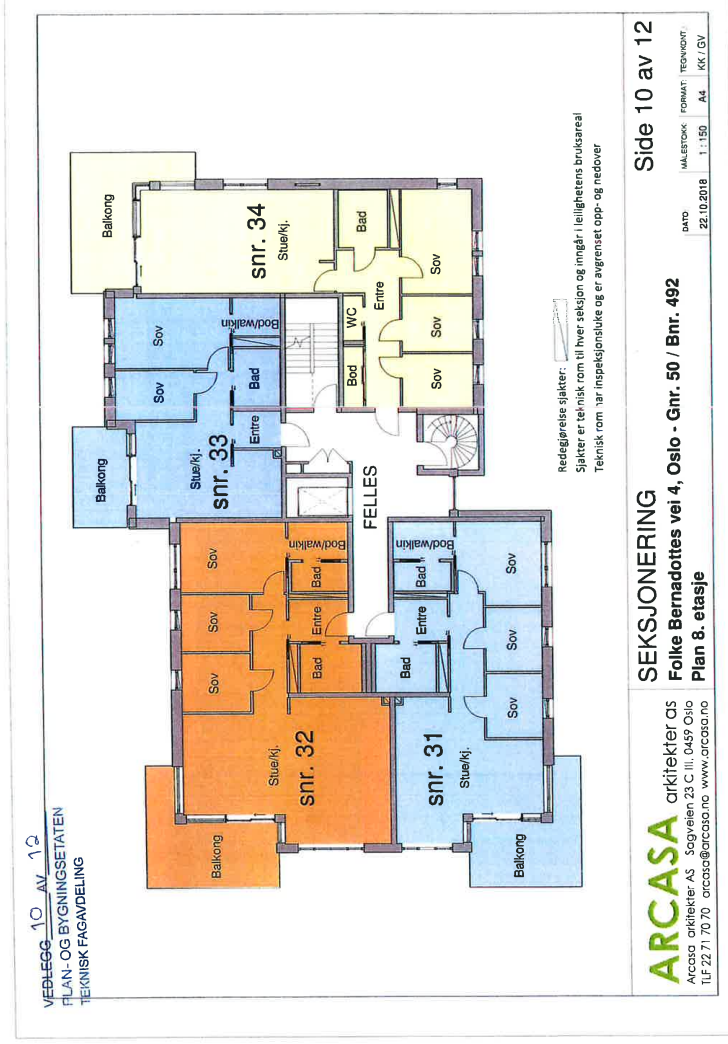 VEDLEGG 10 AV 12
PLAN- OG BYGNINGSETATEN
TEKNISK FAGAVDELING
Balkong
snr. 32
Stue/kj.
Sov
Sov
Sov
Bad
Entre
Bad
Bod/walkin
Balkong
snr. 33
Stue/kj.
Sov
Sov
Entre
Bad
Bod/walkin
Balkong
snr. 34
Stue/kj.
Bad
Entre
WC
Bod
Sov
Sov
Sov
FELLES
Balkong
snr. 31
Stue/kj.
Bad
Entre
Bad
Bod/walkin
Sov
Sov
Sov
Redegjørelse sjakter:
Sjakter er teknisk rom til hver seksjon og inngår i leilighetens bruksareal
Teknisk rom har inspeksjonsluke og er avgrenset opp- og nedover
ARCASA arkitekter as
Arcasa arkitekter AS Sagveien 23 C III, 0459 Oslo
TLF 22 71 70 70 arcasa@arcasa.no www.arcasa.no
SEKSJONERING
Folke Bernadottes vei 4, Oslo - Gnr. 50 / Bnr. 492
Plan 8. etasje
Side 10 av 12
DATO: MÅLESTOKK: FORMAT: TEGN/KONT.:
22.10.2018 1 : 150 A4 KK / GV